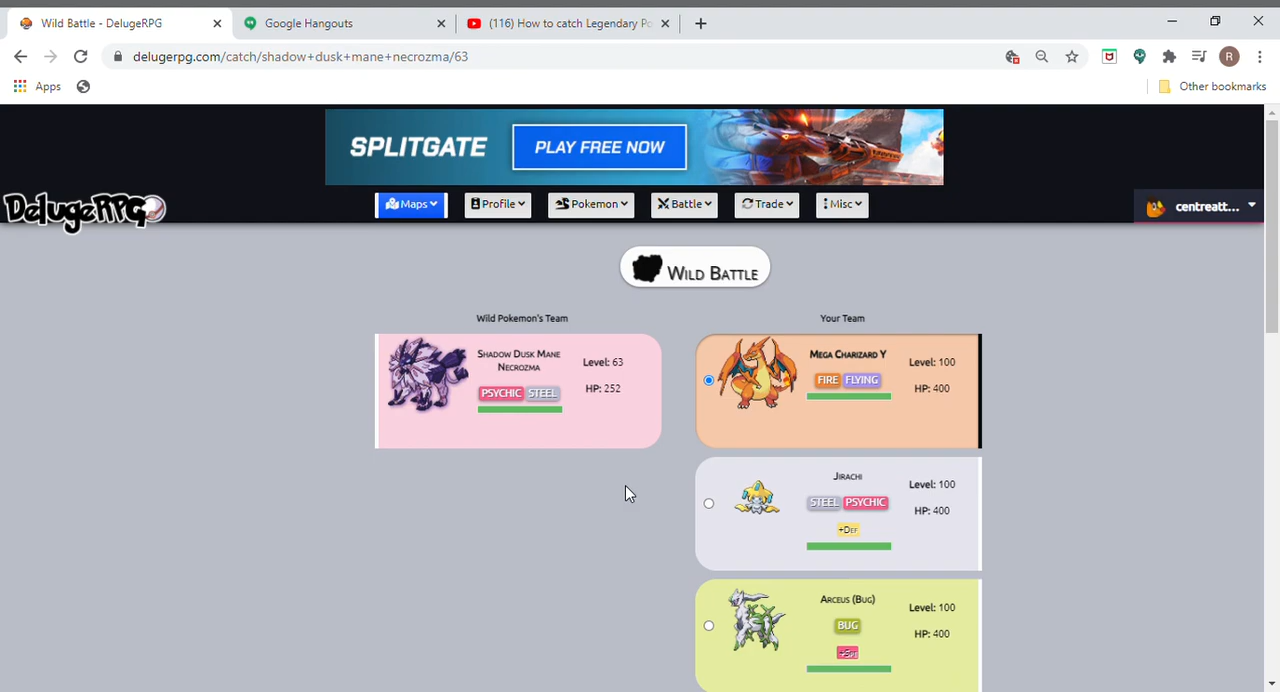 Wild Battle - DelugeRPG
Google Hangouts
(116) How to catch Legendary Po
delugerpg.com/catch/shadow+dusk+mane+necrozma/63
R
Apps
Other bookmarks
SPLITGATE
PLAY FREE NOW
DelugeRPG
Maps
Profile
Pokemon
Battle
Trade
Misc
centreatt...
WILD BATTLE
Wild Pokemon's Team
Your Team
SHADOW DUSK MANE
NECROZMA
Level: 63
PSYCHIC STEEL
HP: 252
MEGA CHARIZARD Y
Level: 100
FIRE FLYING
HP: 400
JIRACHI
Level: 100
STEEL PSYCHIC
HP: 400
+DEF
ARCEUS (BUG)
Level: 100
BUG
HP: 400